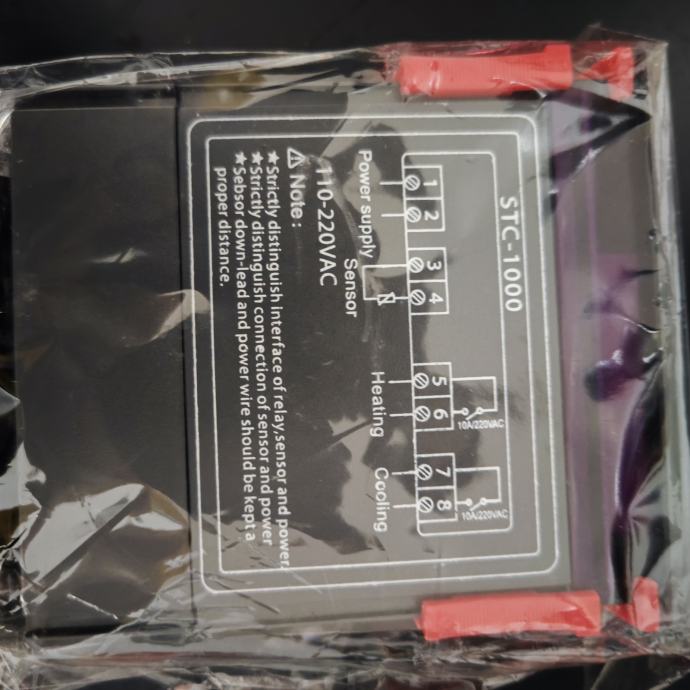 STC-1000
10A/220VAC
10A/220VAC
1 2 3 4 5 6 7 8
Power supply
Sensor
Heating
Cooling
110-220VAC
Note:
★Strictly distinguish Interface of relay,sensor and power,
★Strictly distinguish connection of sensor and power
★Sebsor down-lead and power wire should be kept a
proper distance.